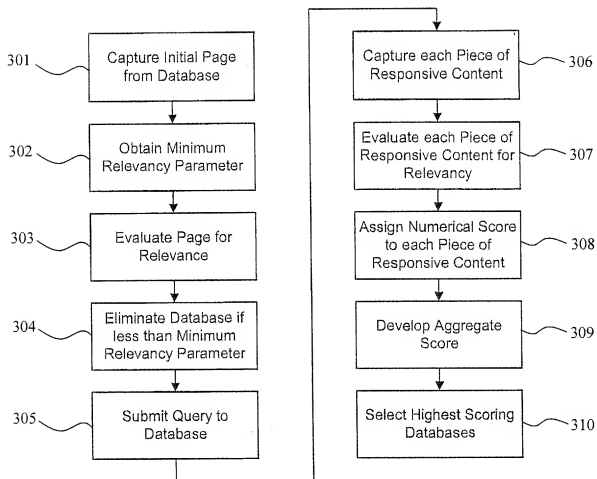 301
Capture Initial Page
from Database
302
Obtain Minimum
Relevancy Parameter
303
Evaluate Page for
Relevance
304
Eliminate Database if
less than Minimum
Relevancy Parameter
305
Submit Query to
Database
Capture each Piece of
Responsive Content
306
Evaluate each Piece of
Responsive Content for
Relevancy
307
Assign Numerical Score
to each Piece of
Responsive Content
308
Develop Aggregate
Score
309
Select Highest Scoring
Databases
310